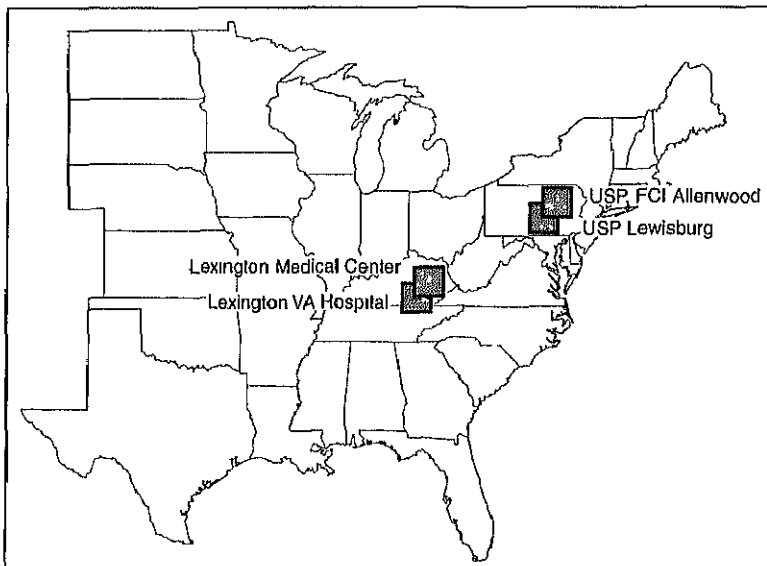 USP, FCI Allenwood
USP Lewisburg
Lexington Medical Center
Lexington VA Hospital